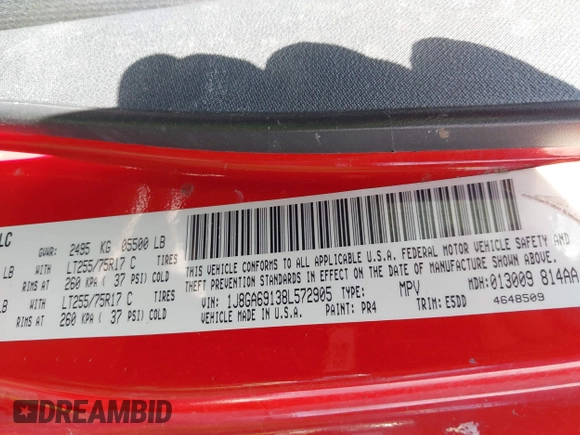 LC
GVWR: 2495 KG 05500 LB
LB WITH LT255/75R17 C TIRES
RIMS AT 260 KPA ( 37 PSI) COLD
LB WITH LT255/75R17 C TIRES
RIMS AT 260 KPA ( 37 PSI) COLD
THIS VEHICLE CONFORMS TO ALL APPLICABLE U.S.A. FEDERAL MOTOR VEHICLE SAFETY, BUMPER AND
THEFT PREVENTION STANDARDS IN EFFECT ON THE DATE OF MANUFACTURE SHOWN ABOVE.
VIN: 1J8GA69138L572905 TYPE: MPV MDH: 013009 814AA
VEHICLE MADE IN U.S.A. PAINT: PR4 TRIM: E5DD 4648509
DREAMBID